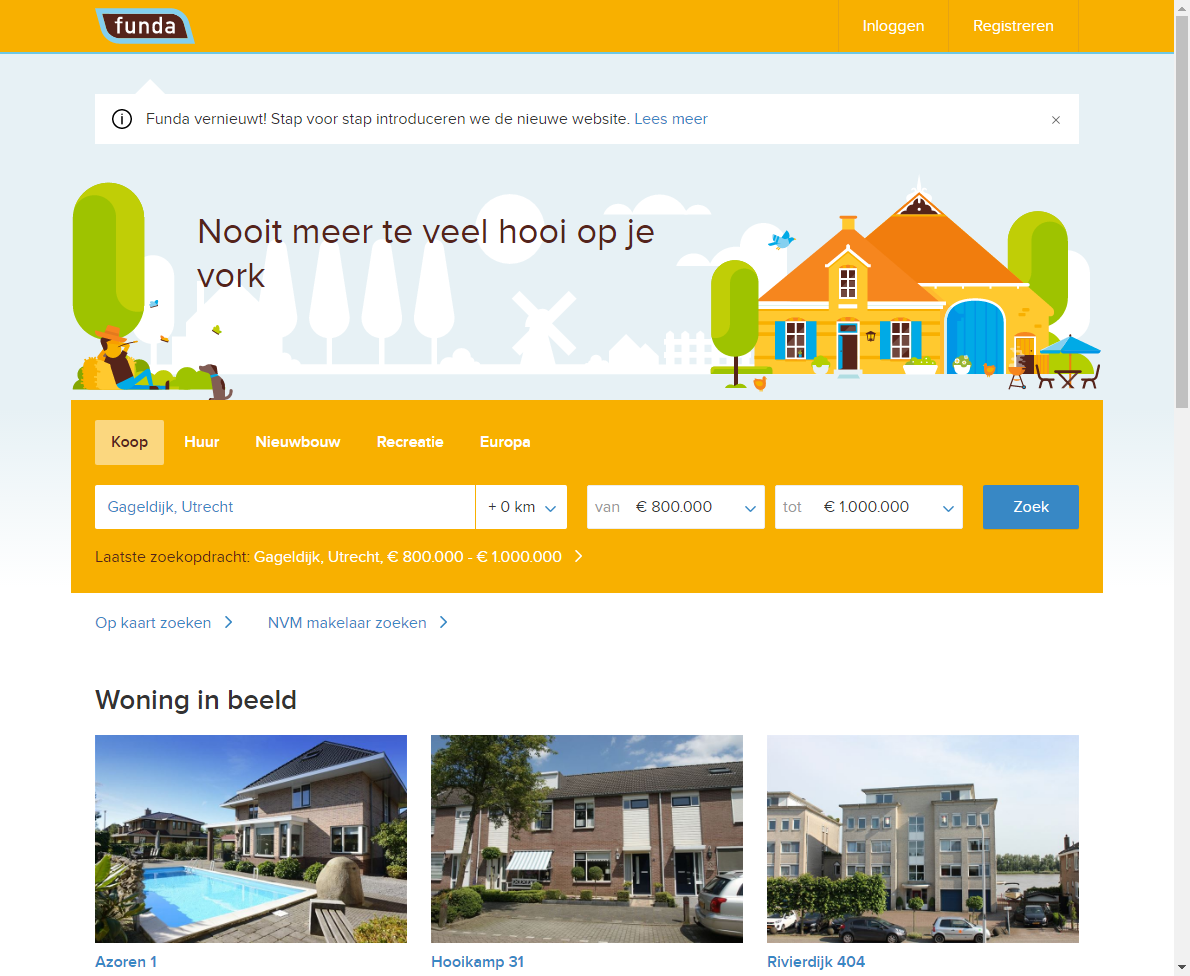 funda
Inloggen
Registreren
Funda vernieuwt! Stap voor stap introduceren we de nieuwe website. Lees meer
Nooit meer te veel hooi op je
vork
Koop
Huur
Nieuwbouw
Recreatie
Europa
Gageldijk, Utrecht
+ 0 km
van € 800.000
tot € 1.000.000
Zoek
Laatste zoekopdracht: Gageldijk, Utrecht, € 800.000 - € 1.000.000
Op kaart zoeken
NVM makelaar zoeken
Woning in beeld
Azoren 1
Hooikamp 31
Rivierdijk 404